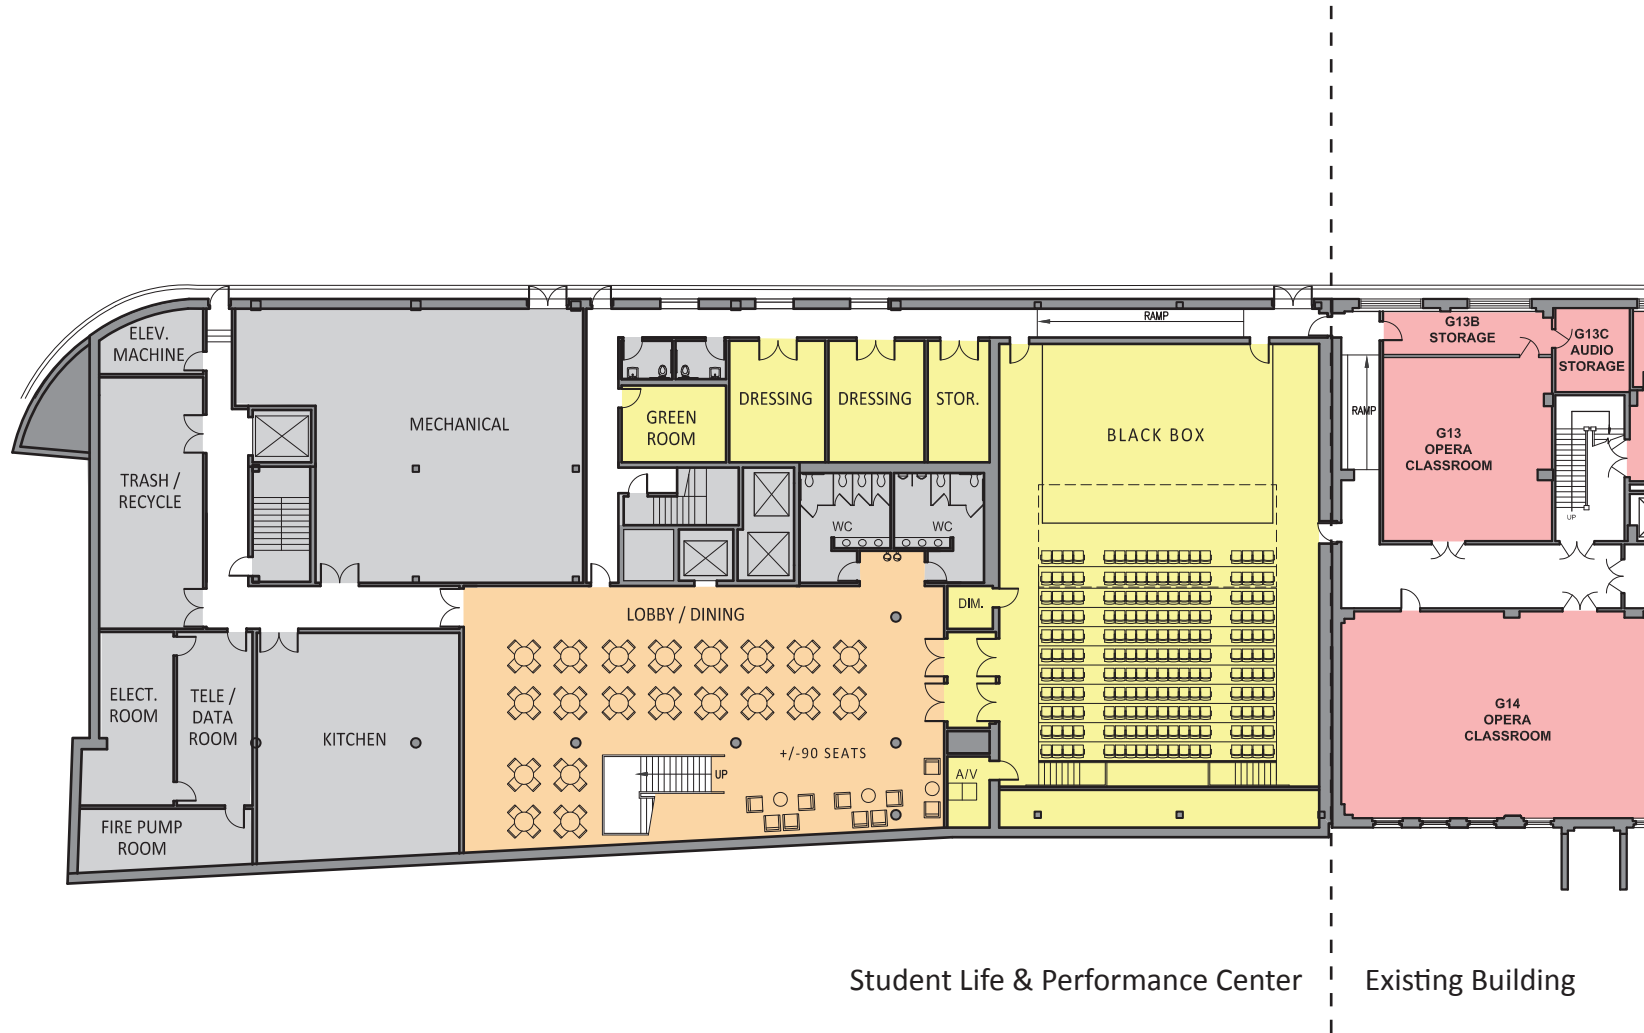 RAMP
ELEV.
MACHINE
G13B
STORAGE
G13C
AUDIO
STORAGE
MECHANICAL
GREEN
ROOM
DRESSING
DRESSING
STOR.
BLACK BOX
RAMP
G13
OPERA
CLASSROOM
TRASH /
RECYCLE
WC
WC
UP
LOBBY / DINING
DIM.
ELECT.
ROOM
TELE /
DATA
ROOM
KITCHEN
+/-90 SEATS
UP
A/V
G14
OPERA
CLASSROOM
FIRE PUMP
ROOM
Student Life & Performance Center
Existing Building